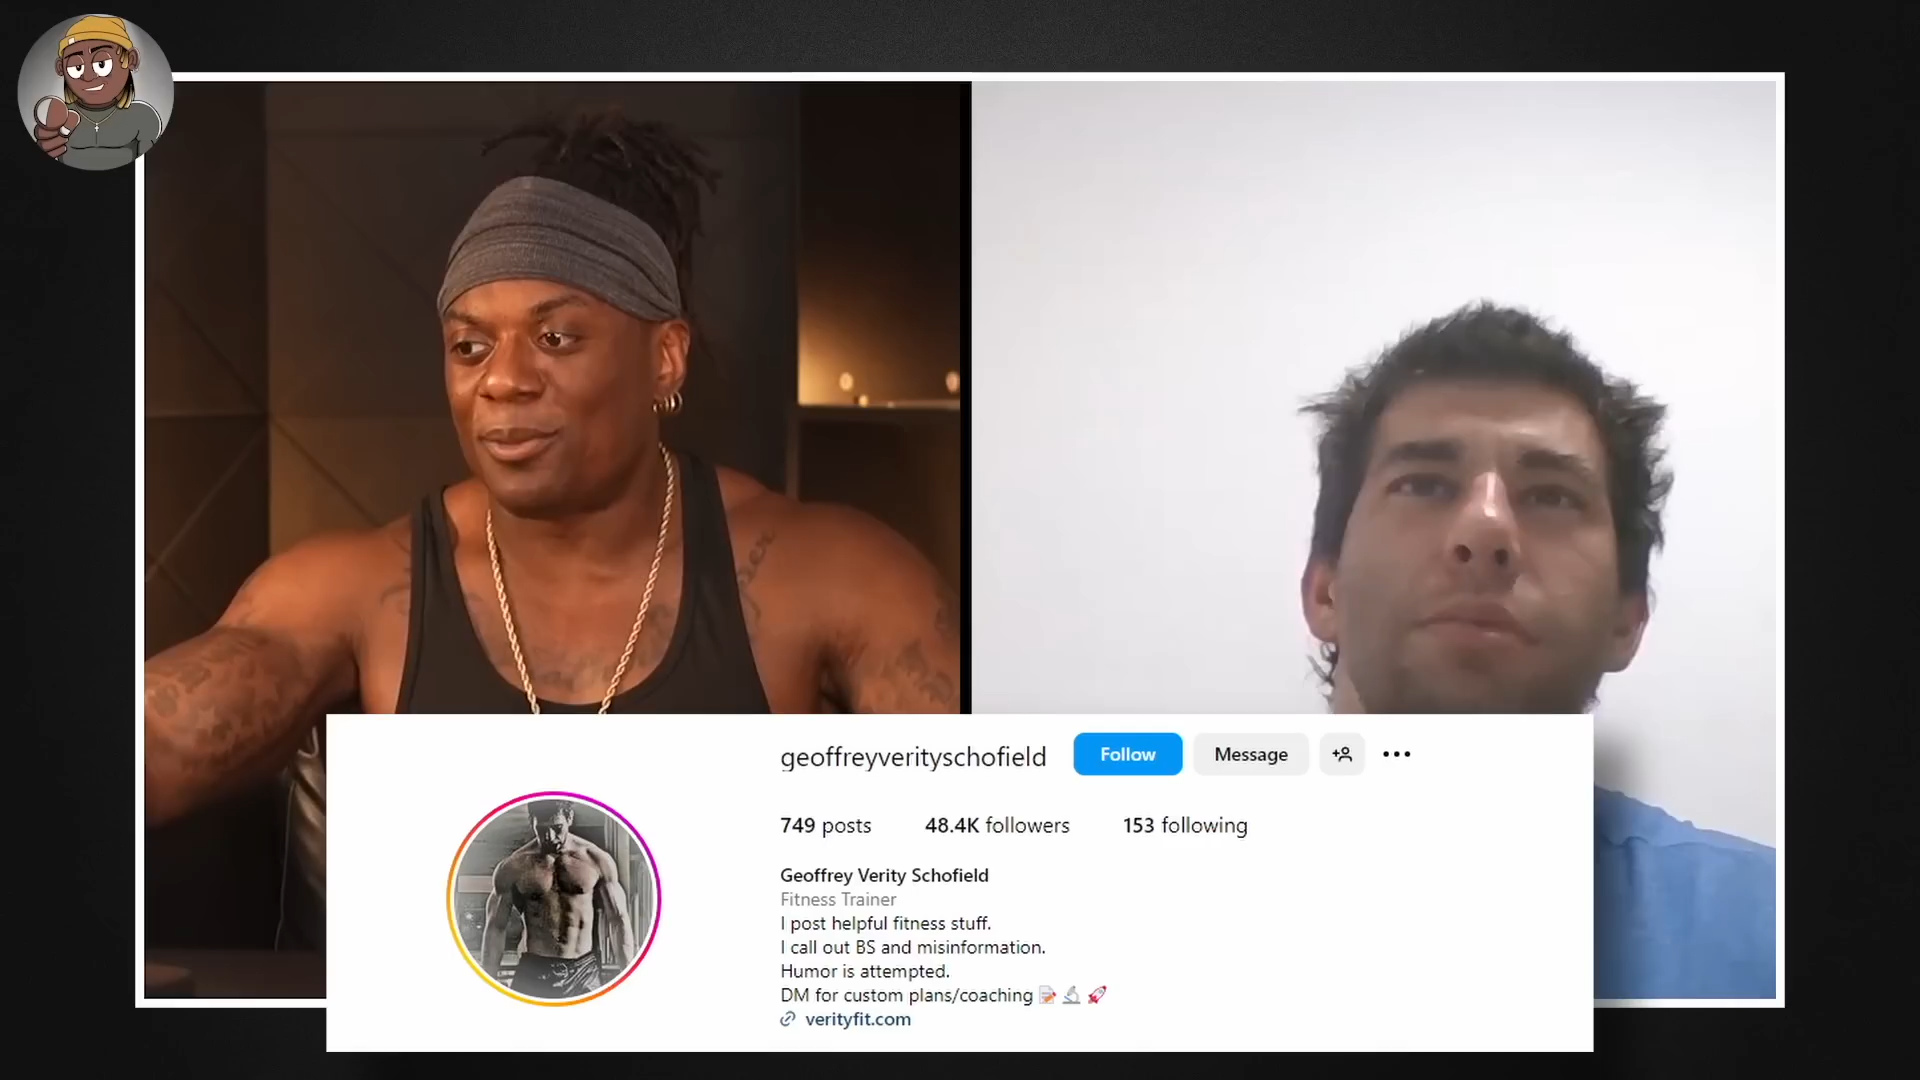 geoffreyverityschofield Follow Message
749 posts 48.4K followers 153 following
Geoffrey Verity Schofield
Fitness Trainer
I post helpful fitness stuff.
I call out BS and misinformation.
Humor is attempted.
DM for custom plans/coaching 📝 🔬 🚀
verityfit.com